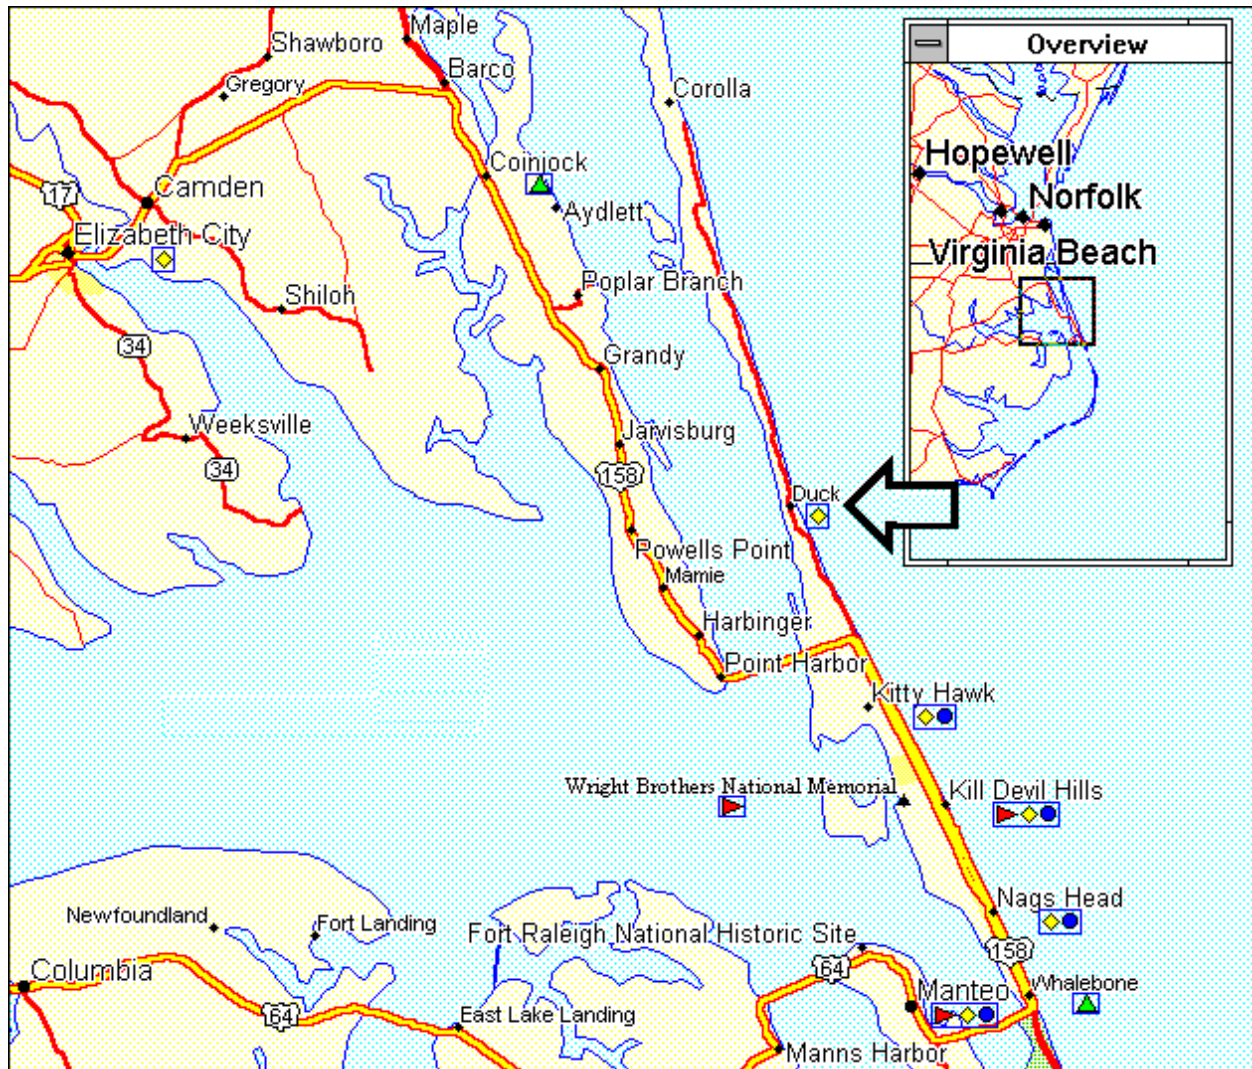 Maple
Shawboro
Barco
Gregory
Corolla
Overview
Hopewell
Norfolk
Virginia Beach
Coinjock
17
Camden
Aydlett
Elizabeth City
Poplar Branch
Shiloh
34
Grandy
Weeksville
Jarvisburg
34
158
Duck
Powells Point
Mamie
Harbinger
Point Harbor
Kitty Hawk
Wright Brothers National Memorial
Kill Devil Hills
Nags Head
Newfoundland
Fort Landing
Fort Raleigh National Historic Site
158
Columbia
64
Manteo
Whalebone
64
East Lake Landing
Manns Harbor